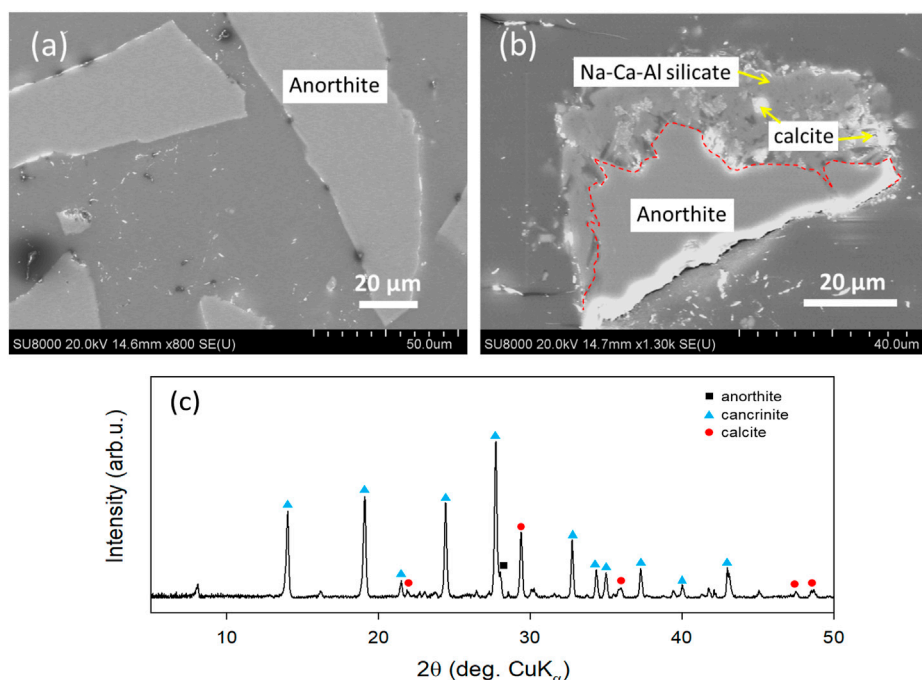 (a)
Anorthite
20 μm
SU8000 20.0kV 14.6mm x800 SE(U) 50.0um
(b)
Na-Ca-Al silicate
calcite
Anorthite
20 μm
SU8000 20.0kV 14.7mm x1.30k SE(U) 40.0um
(c)
anorthite
cancrinite
calcite
Intensity (arb.u.)
10 20 30 40 50
2θ (deg. CuKα)